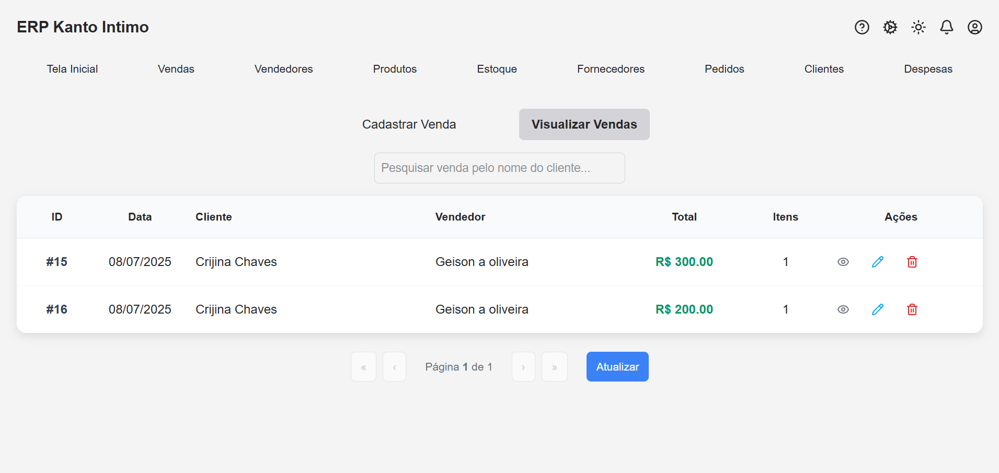 ERP Kanto Intimo
Tela Inicial Vendas Vendedores Produtos Estoque Fornecedores Pedidos Clientes Despesas
Cadastrar Venda Visualizar Vendas
Pesquisar venda pelo nome do cliente...
ID Data Cliente Vendedor Total Itens Ações
#15 08/07/2025 Crijina Chaves Geison a oliveira R$ 300.00 1
#16 08/07/2025 Crijina Chaves Geison a oliveira R$ 200.00 1
« ‹ Página 1 de 1 › » Atualizar